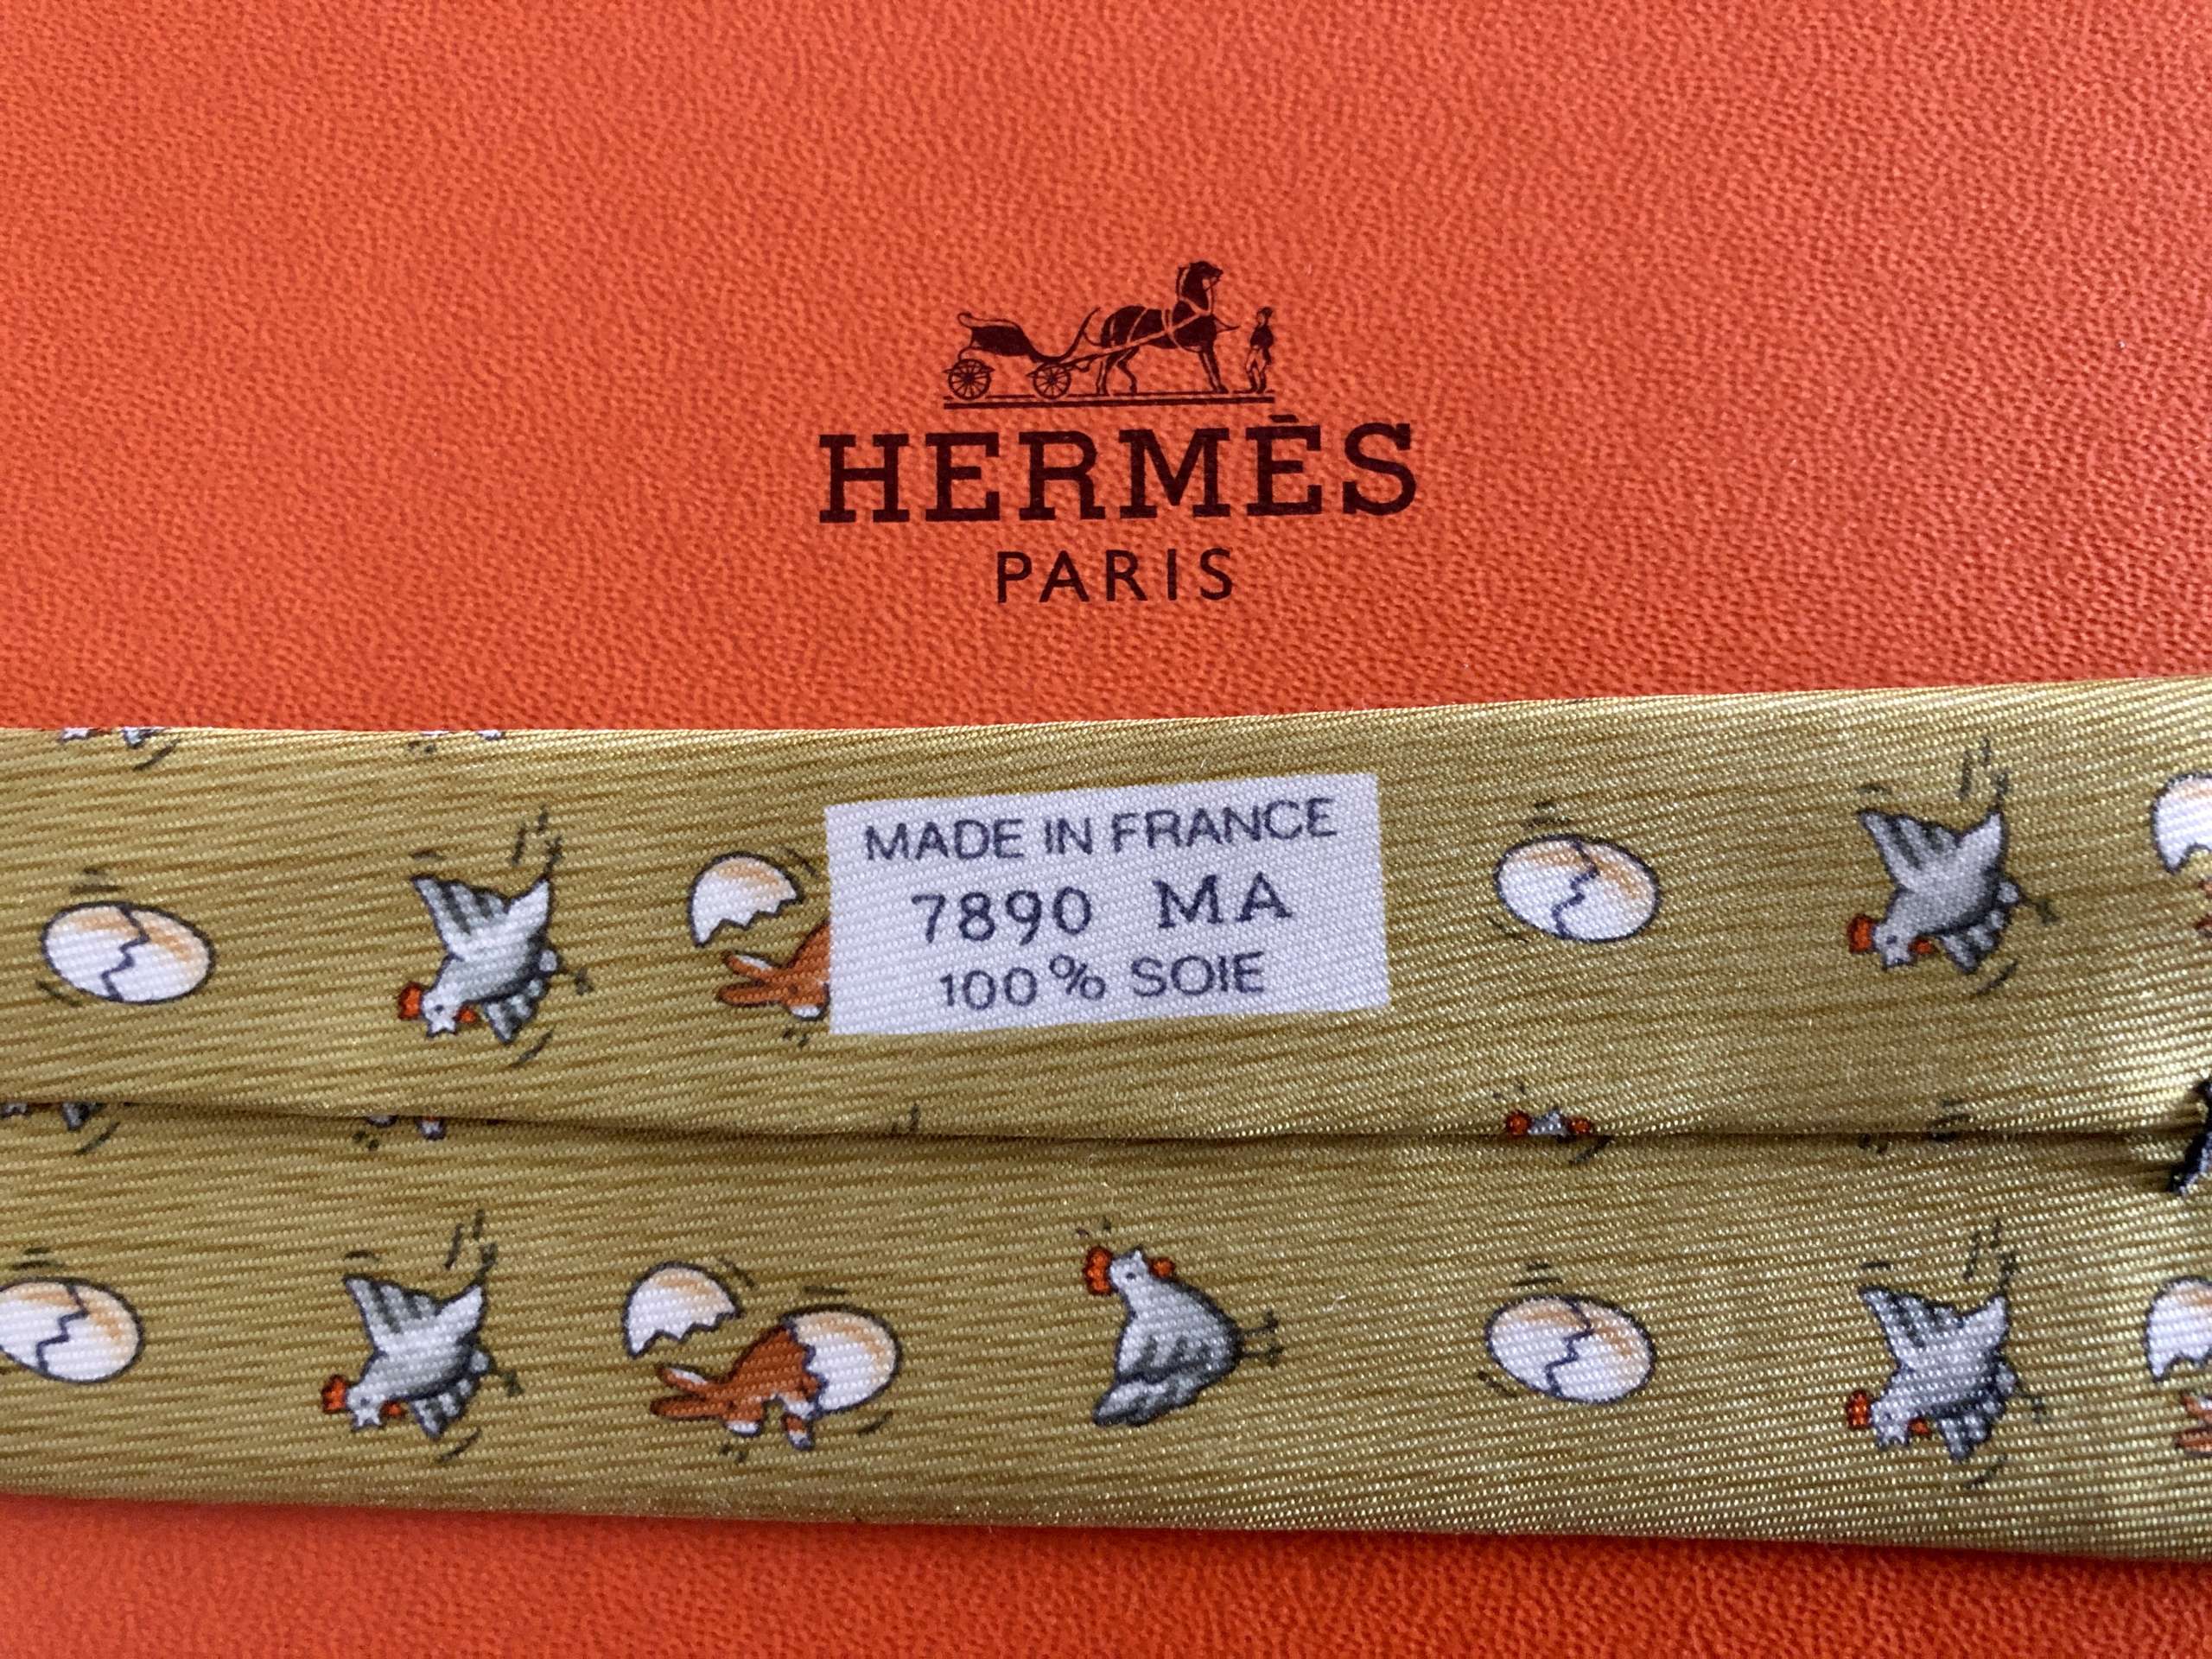 HERMÈS
PARIS
MADE IN FRANCE
7890 MA
100% SOIE